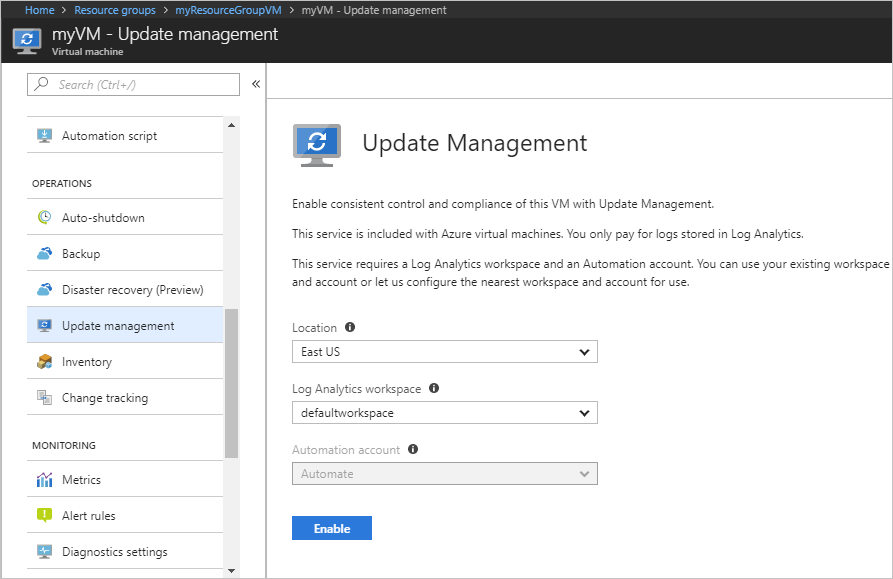 Home > Resource groups > myResourceGroupVM > myVM - Update management
myVM - Update management
Virtual machine
Search (Ctrl+/)
«
Automation script
OPERATIONS
Auto-shutdown
Backup
Disaster recovery (Preview)
Update management
Inventory
Change tracking
MONITORING
Metrics
Alert rules
Diagnostics settings
Update Management
Enable consistent control and compliance of this VM with Update Management.
This service is included with Azure virtual machines. You only pay for logs stored in Log Analytics.
This service requires a Log Analytics workspace and an Automation account. You can use your existing workspace
and account or let us configure the nearest workspace and account for use.
Location
East US
Log Analytics workspace
defaultworkspace
Automation account
Automate
Enable